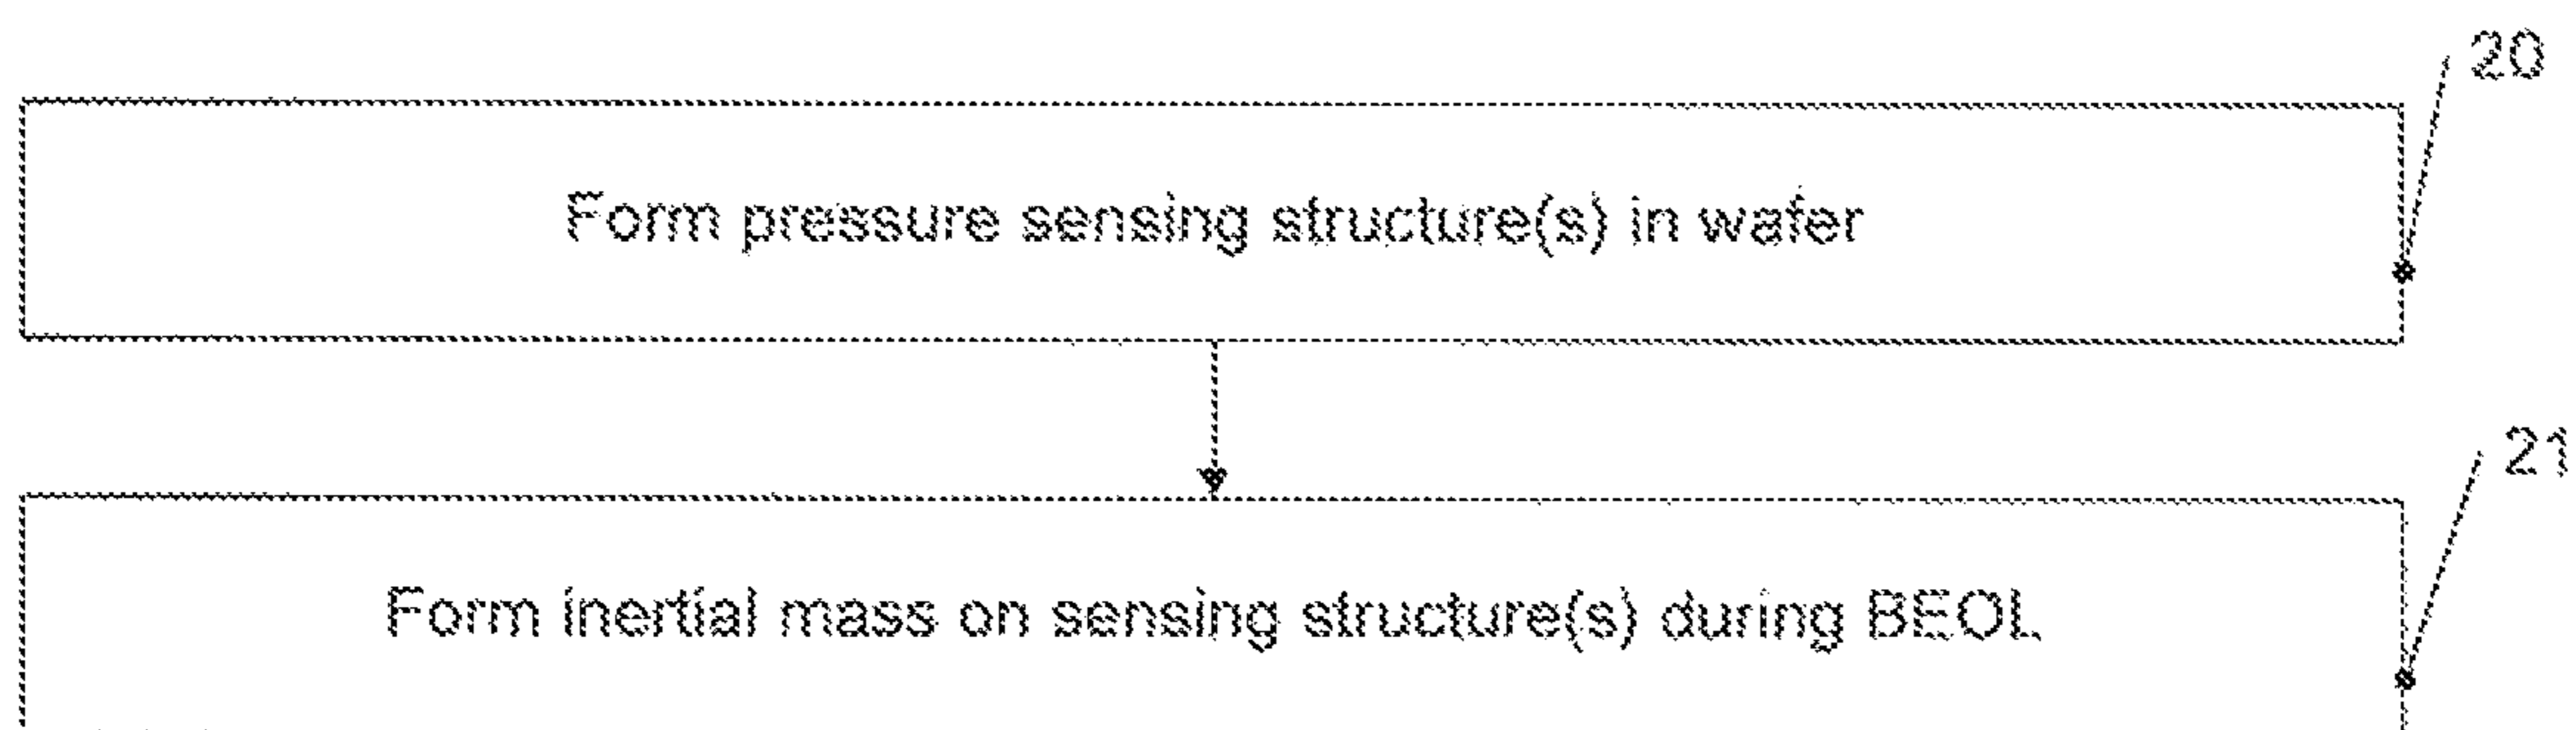 20
Form pressure sensing structure(s) in wafer
21
Form inertial mass on sensing structure(s) during BEOL